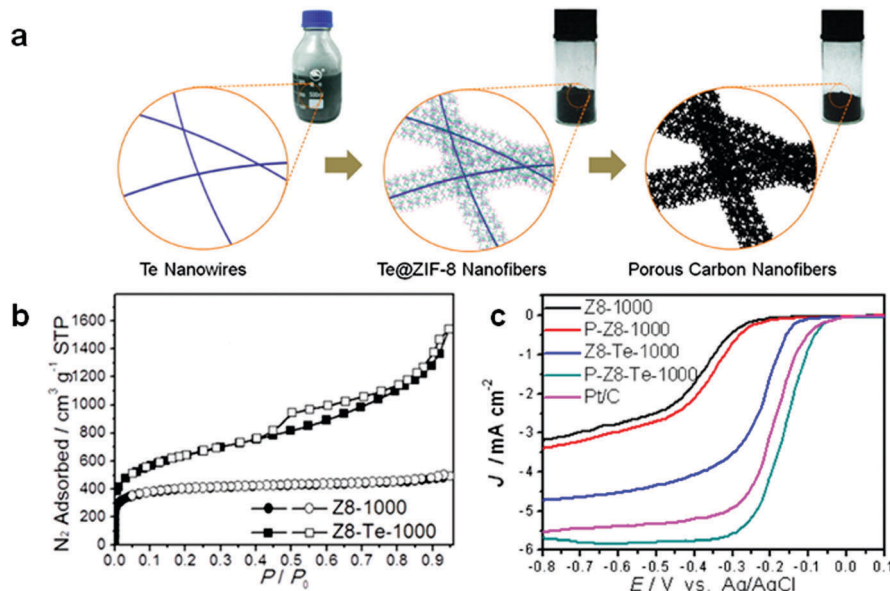 a
Te Nanowires
Te@ZIF-8 Nanofibers
Porous Carbon Nanofibers
b
N₂ Adsorbed / cm³ g⁻¹ STP
1600
1400
1200
1000
800
600
400
200
0
Z8-1000
Z8-Te-1000
0.0 0.1 0.2 0.3 0.4 0.5 0.6 0.7 0.8 0.9
P / P₀
c
J / mA cm⁻²
0
-1
-2
-3
-4
-5
-6
Z8-1000
P-Z8-1000
Z8-Te-1000
P-Z8-Te-1000
Pt/C
-0.8 -0.7 -0.6 -0.5 -0.4 -0.3 -0.2 -0.1 0.0 0.1
E / V vs. Ag/AgCl